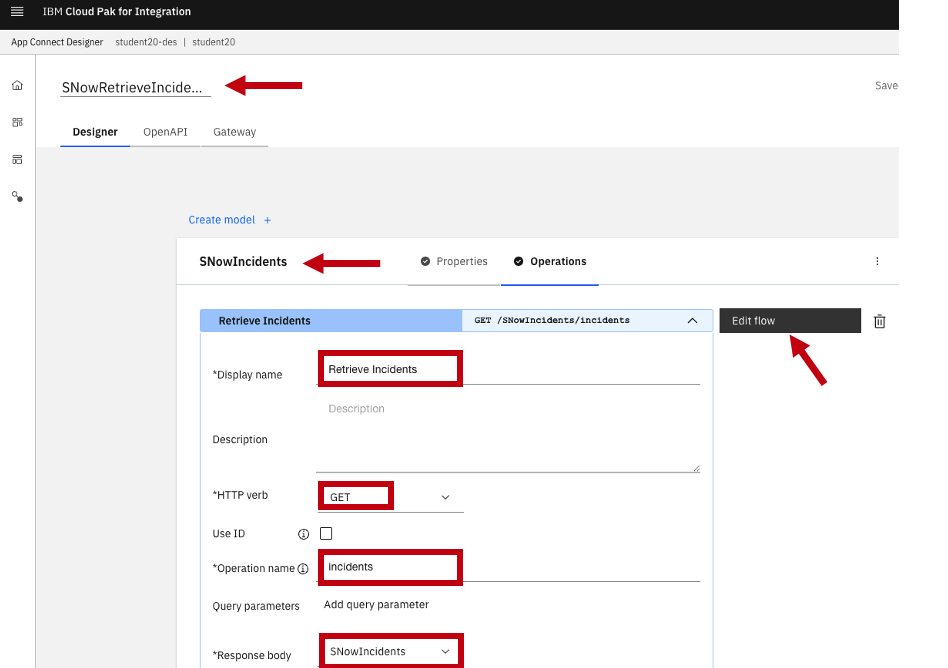 IBM Cloud Pak for Integration
App Connect Designer student20-des | student20
SNowRetrieveIncide...
Save
Designer OpenAPI Gateway
Create model +
SNowIncidents Properties Operations
Retrieve Incidents GET /SNowIncidents/incidents Edit flow
*Display name Retrieve Incidents
Description
Description
*HTTP verb GET
Use ID
*Operation name incidents
Query parameters Add query parameter
*Response body SNowIncidents